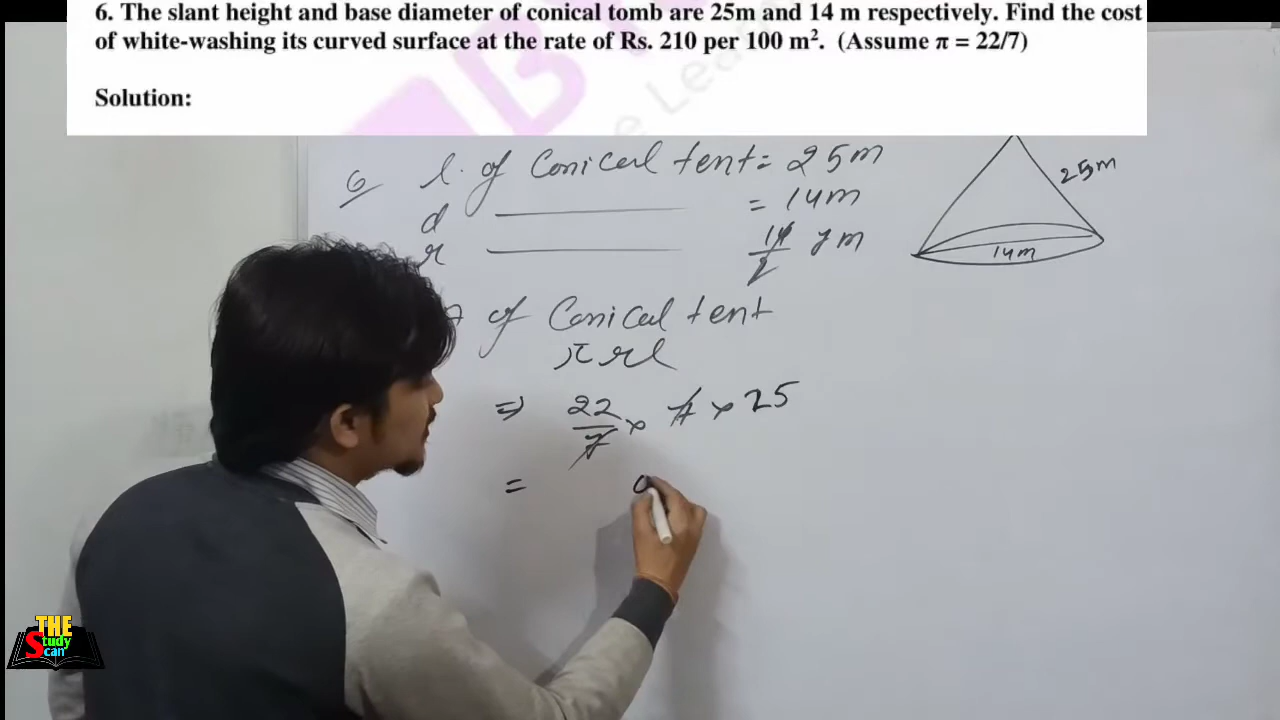 6. The slant height and base diameter of conical tomb are 25m and 14 m respectively. Find the cost
of white-washing its curved surface at the rate of Rs. 210 per 100 m². (Assume π = 22/7)
Solution:
6 l. of Conical tent = 25m
d = 14m
r 14/2 7m
25m
14m
of Conical tent
πrl
⇒ 22/7 × 7 × 25
=
THE
Study
Scan